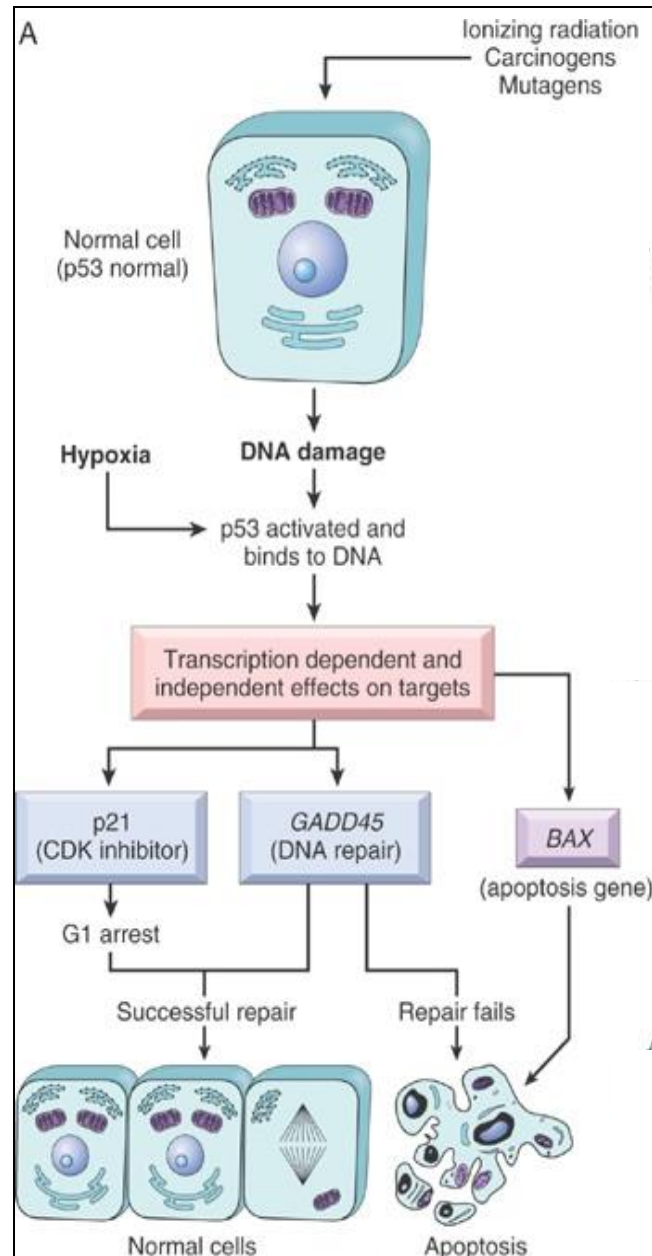 A
Ionizing radiation
Carcinogens
Mutagens
Normal cell
(p53 normal)
Hypoxia
DNA damage
p53 activated and
binds to DNA
Transcription dependent and
independent effects on targets
p21
(CDK inhibitor)
GADD45
(DNA repair)
BAX
(apoptosis gene)
G1 arrest
Successful repair
Repair fails
Normal cells
Apoptosis